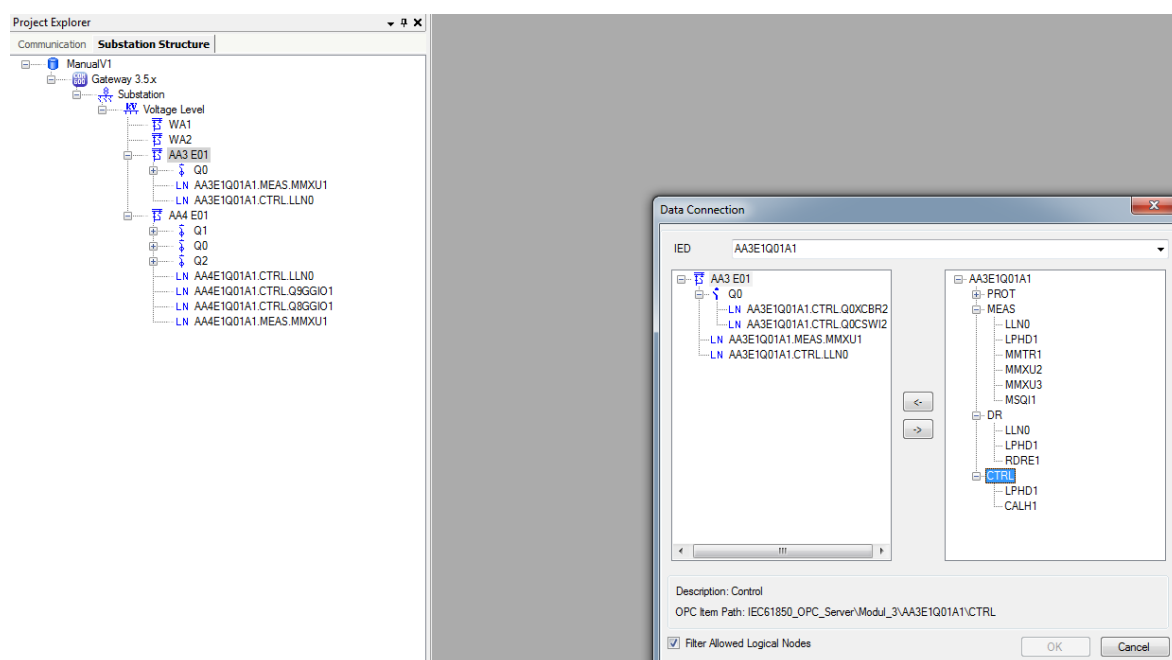 Project Explorer
Communication Substation Structure
ManualV1
Gateway 3.5.x
Substation
Voltage Level
WA1
WA2
AA3 E01
Q0
LN AA3E1Q01A1.MEAS.MMXU1
LN AA3E1Q01A1.CTRL.LLN0
AA4 E01
Q1
Q0
Q2
LN AA4E1Q01A1.CTRL.LLN0
LN AA4E1Q01A1.CTRL.Q9GGIO1
LN AA4E1Q01A1.CTRL.Q8GGIO1
LN AA4E1Q01A1.MEAS.MMXU1
Data Connection
IED AA3E1Q01A1
AA3 E01
Q0
LN AA3E1Q01A1.CTRL.Q0XCBR2
LN AA3E1Q01A1.CTRL.Q0CSWI2
LN AA3E1Q01A1.MEAS.MMXU1
LN AA3E1Q01A1.CTRL.LLN0
<-
->
AA3E1Q01A1
PROT
MEAS
LLN0
LPHD1
MMTR1
MMXU2
MMXU3
MSQI1
DR
LLN0
LPHD1
RDRE1
CTRL
LPHD1
CALH1
Description: Control
OPC Item Path: IEC61850_OPC_Server\Modul_3\AA3E1Q01A1\CTRL
Filter Allowed Logical Nodes
OK Cancel